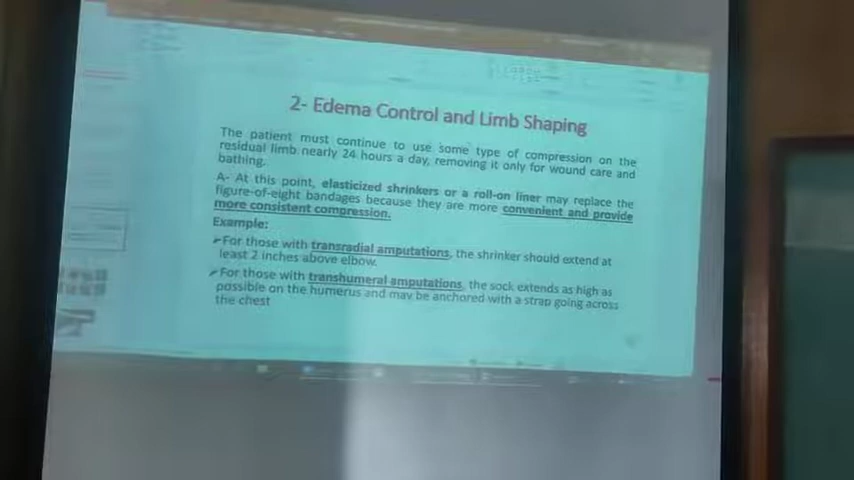 2- Edema Control and Limb Shaping
The patient must continue to use some type of compression on the
residual limb nearly 24 hours a day, removing it only for wound care and
bathing.
A- At this point, elasticized shrinkers or a roll-on liner may replace the
figure-of-eight bandages because they are more convenient and provide
more consistent compression.
Example:
➢For those with transradial amputations, the shrinker should extend at
least 2 inches above elbow.
➢For those with transhumeral amputations, the sock extends as high as
possible on the humerus and may be anchored with a strap going across
the chest